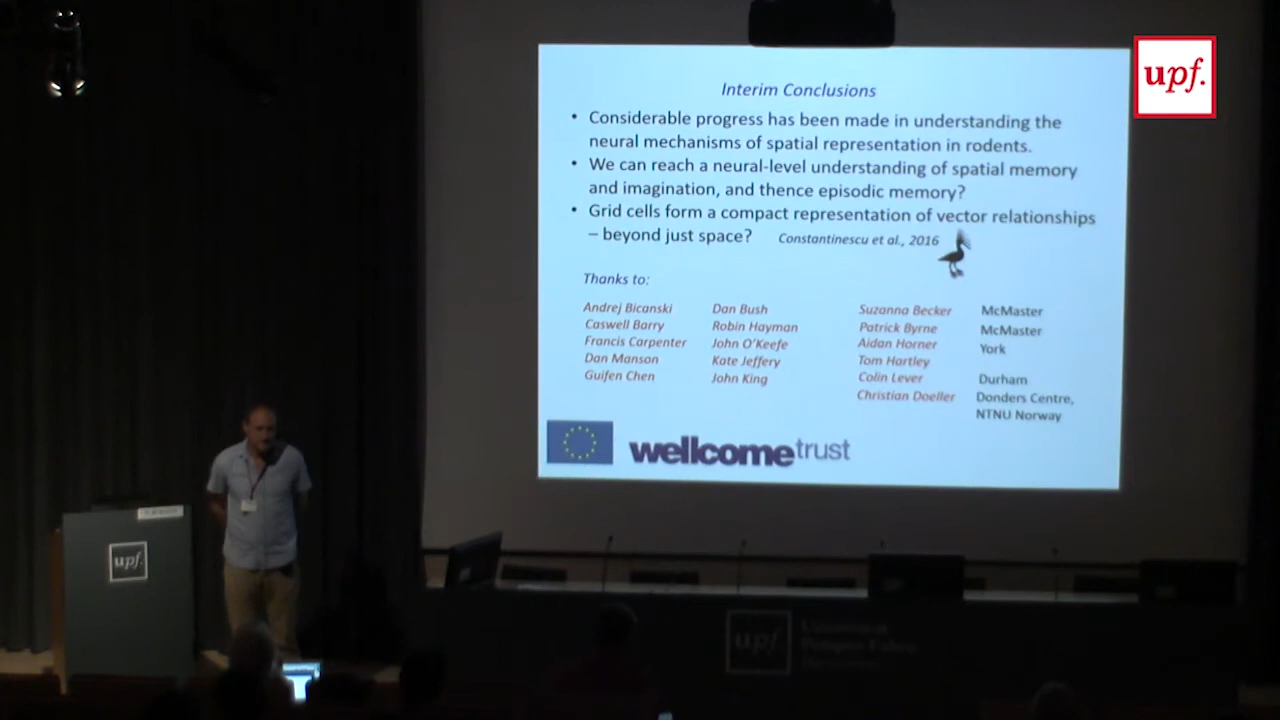 upf.
Interim Conclusions
• Considerable progress has been made in understanding the
neural mechanisms of spatial representation in rodents.
• We can reach a neural-level understanding of spatial memory
and imagination, and thence episodic memory?
• Grid cells form a compact representation of vector relationships
– beyond just space? Constantinescu et al., 2016
Thanks to:
Andrej Bicanski Dan Bush Suzanna Becker McMaster
Caswell Barry Robin Hayman Patrick Byrne McMaster
Francis Carpenter John O'Keefe Aidan Horner York
Dan Manson Kate Jeffery Tom Hartley
Guifen Chen John King Colin Lever Durham
Christian Doeller Donders Centre,
NTNU Norway
wellcometrust
upf.
upf.
Universitat
Pompeu Fabra